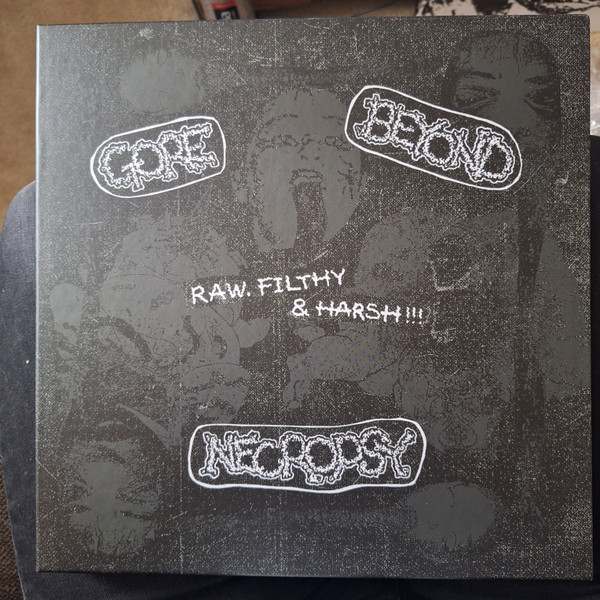 GORE
BEYOND
RAW. FILTHY
& HARSH!!!
NECROPSY